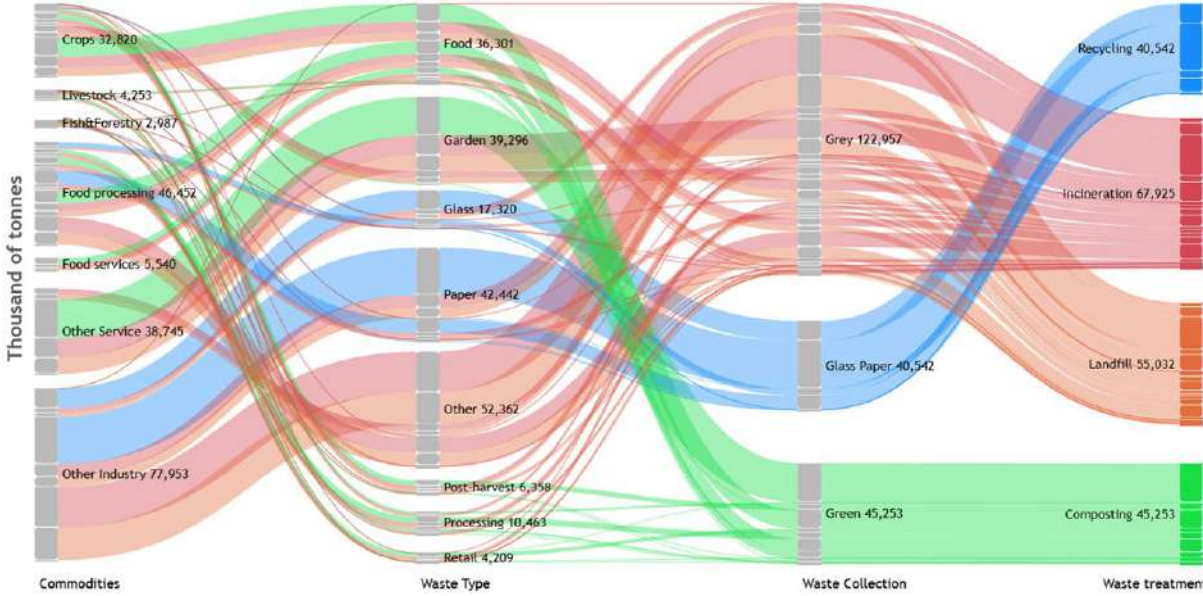 Thousand of tonnes
Crops 32,820
Livestock 4,253
Fish&Forestry 2,987
Food processing 46,452
Food services 5,540
Other Service 38,745
Other Industry 77,953
Commodities
Food 36,301
Garden 39,296
Glass 17,320
Paper 42,442
Other 52,362
Post-harvest 6,358
Processing 10,463
Retail 4,209
Waste Type
Grey 122,957
Glass Paper 40,542
Green 45,253
Waste Collection
Recycling 40,542
Incineration 67,925
Landfill 55,032
Composting 45,253
Waste treatment